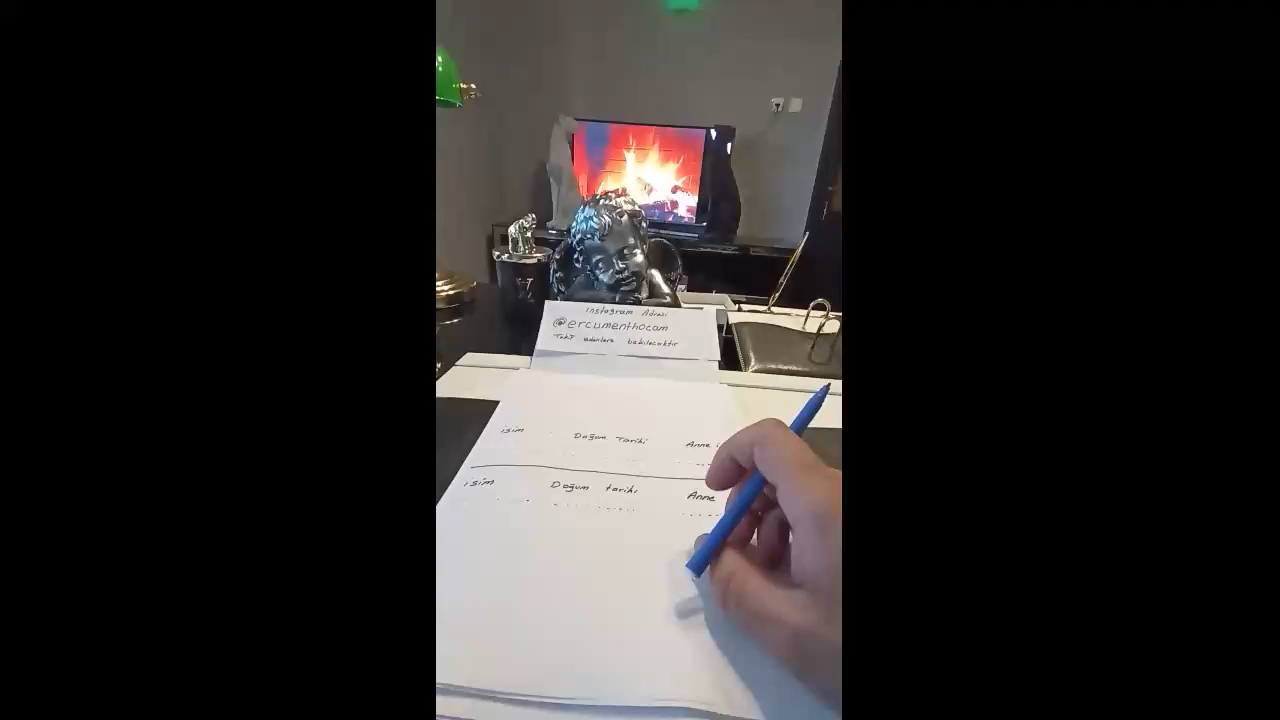 instagram Adresi
@ercumenthocam
Takip edenlere bakılacaktır
isim Doğum Tarihi Anne i
isim Doğum tarihi Anne